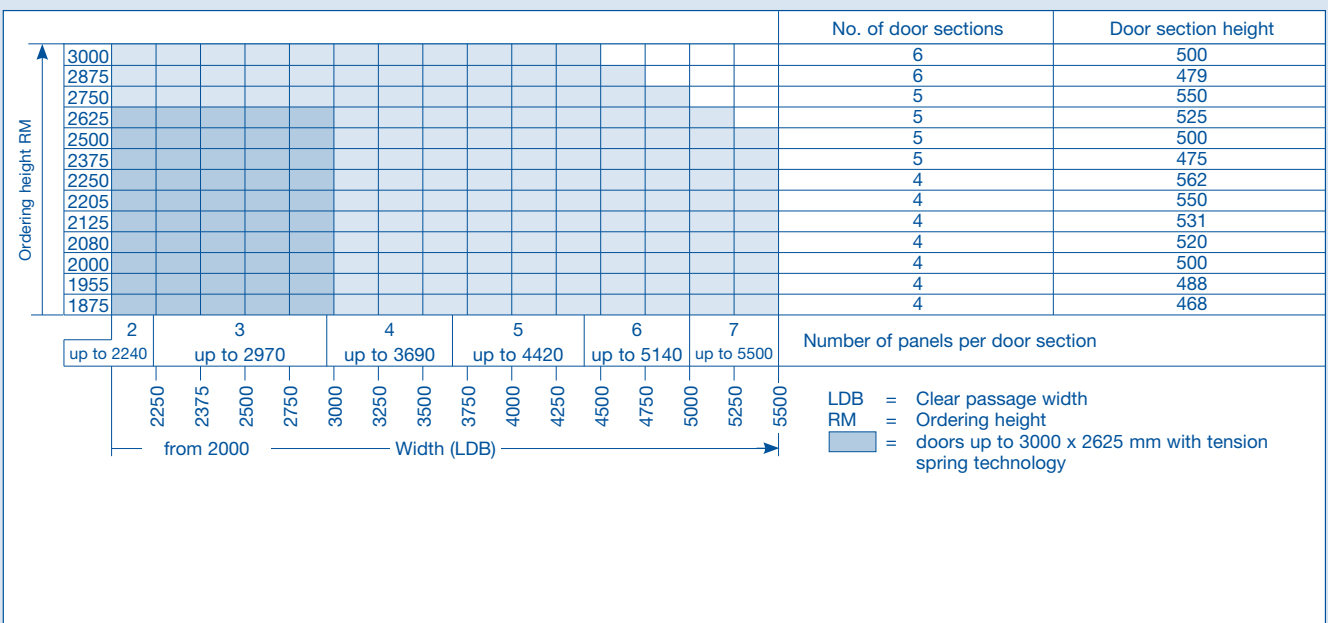 No. of door sections Door section height
Ordering height RM
3000 6 500
2875 6 479
2750 5 550
2625 5 525
2500 5 500
2375 5 475
2250 4 562
2205 4 550
2125 4 531
2080 4 520
2000 4 500
1955 4 488
1875 4 468
2 3 4 5 6 7
up to 2240 up to 2970 up to 3690 up to 4420 up to 5140 up to 5500
Number of panels per door section
2250 2375 2500 2750 3000 3250 3500 3750 4000 4250 4500 4750 5000 5250 5500
from 2000 Width (LDB)
LDB = Clear passage width
RM = Ordering height
= doors up to 3000 x 2625 mm with tension
spring technology